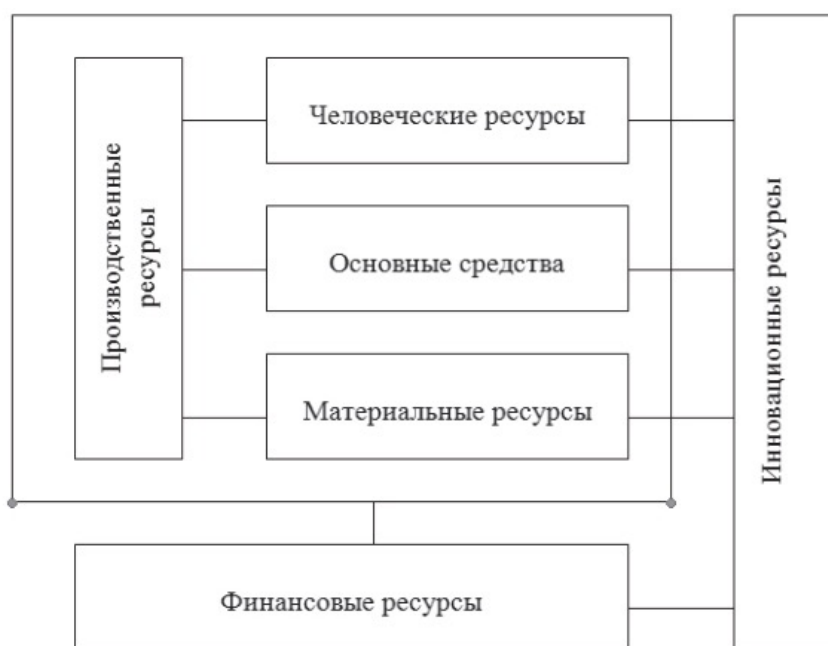 Производственные
ресурсы
Человеческие ресурсы
Основные средства
Материальные ресурсы
Инновационные ресурсы
Финансовые ресурсы